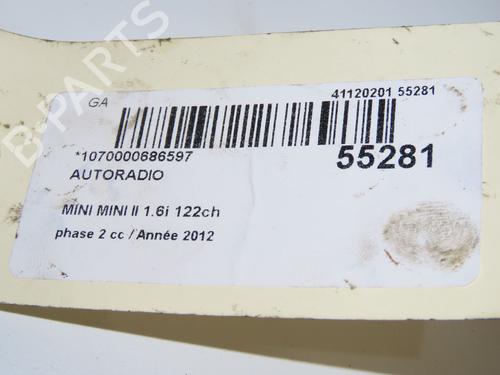 B-PARTS
GA
41120201 55281
*1070000686597
55281
AUTORADIO
MINI MINI II 1.6i 122ch
phase 2 cc / Année 2012